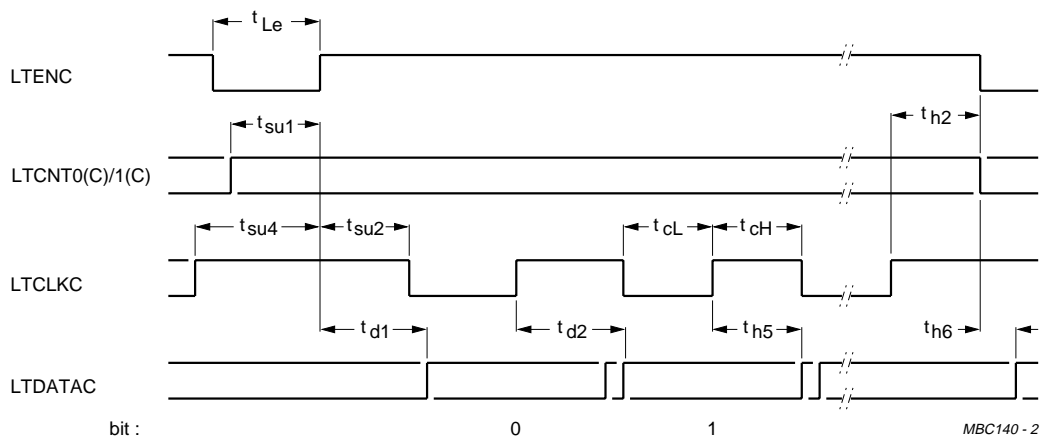 t Le
LTENC
t su1
t h2
LTCNT0(C)/1(C)
t su4
t su2
t cL
t cH
LTCLKC
t d1
t d2
t h5
t h6
LTDATAC
bit : 0 1
MBC140 - 2